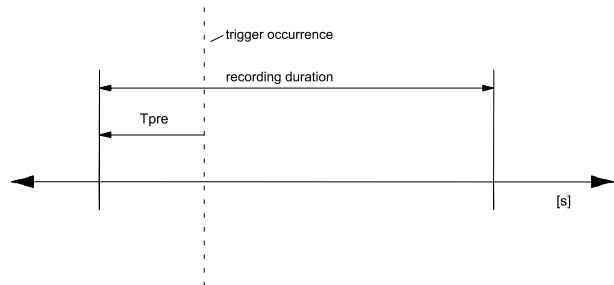 trigger occurrence
recording duration
Tpre
[s]